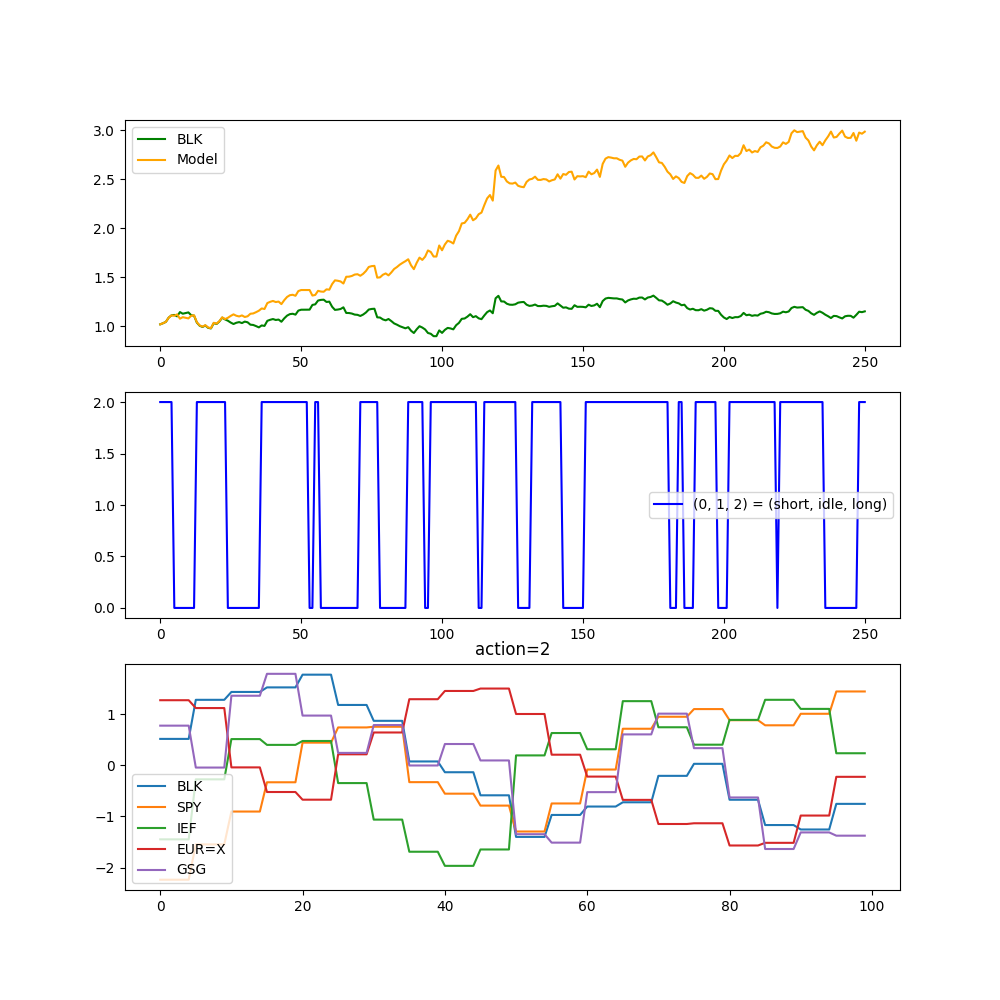 3.0
2.5
2.0
1.5
1.0
BLK
Model
0 50 100 150 200 250
2.0
1.5
1.0
0.5
0.0
(0, 1, 2) = (short, idle, long)
0 50 100 150 200 250
action=2
1
0
−1
−2
BLK
SPY
IEF
EUR=X
GSG
0 20 40 60 80 100